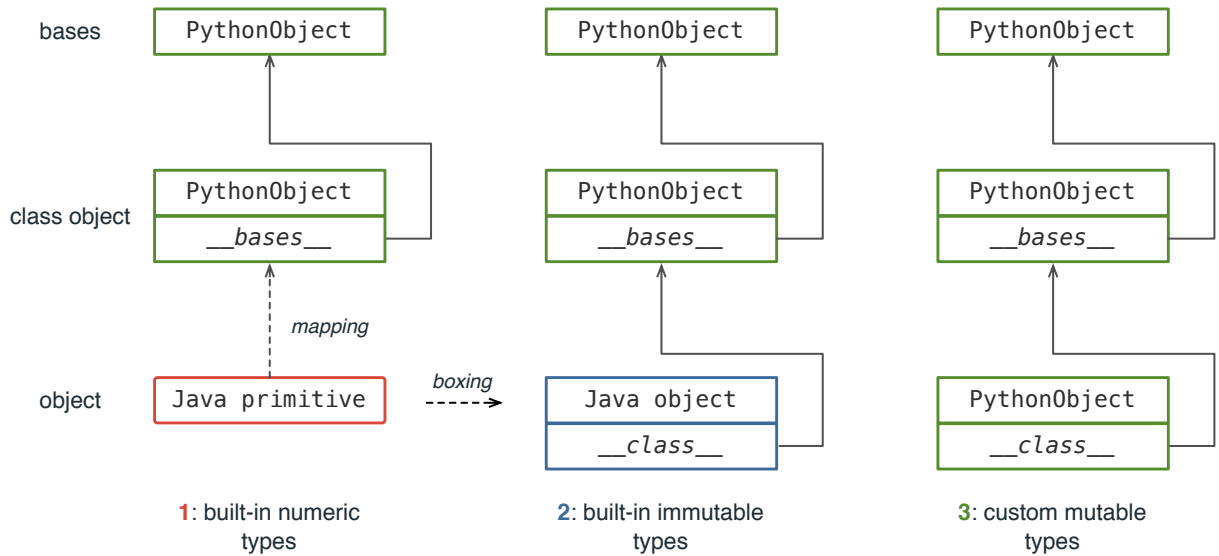 bases
PythonObject
PythonObject
PythonObject
class object
PythonObject
__bases__
PythonObject
__bases__
PythonObject
__bases__
mapping
object
Java primitive
boxing
Java object
__class__
PythonObject
__class__
1: built-in numeric
types
2: built-in immutable
types
3: custom mutable
types